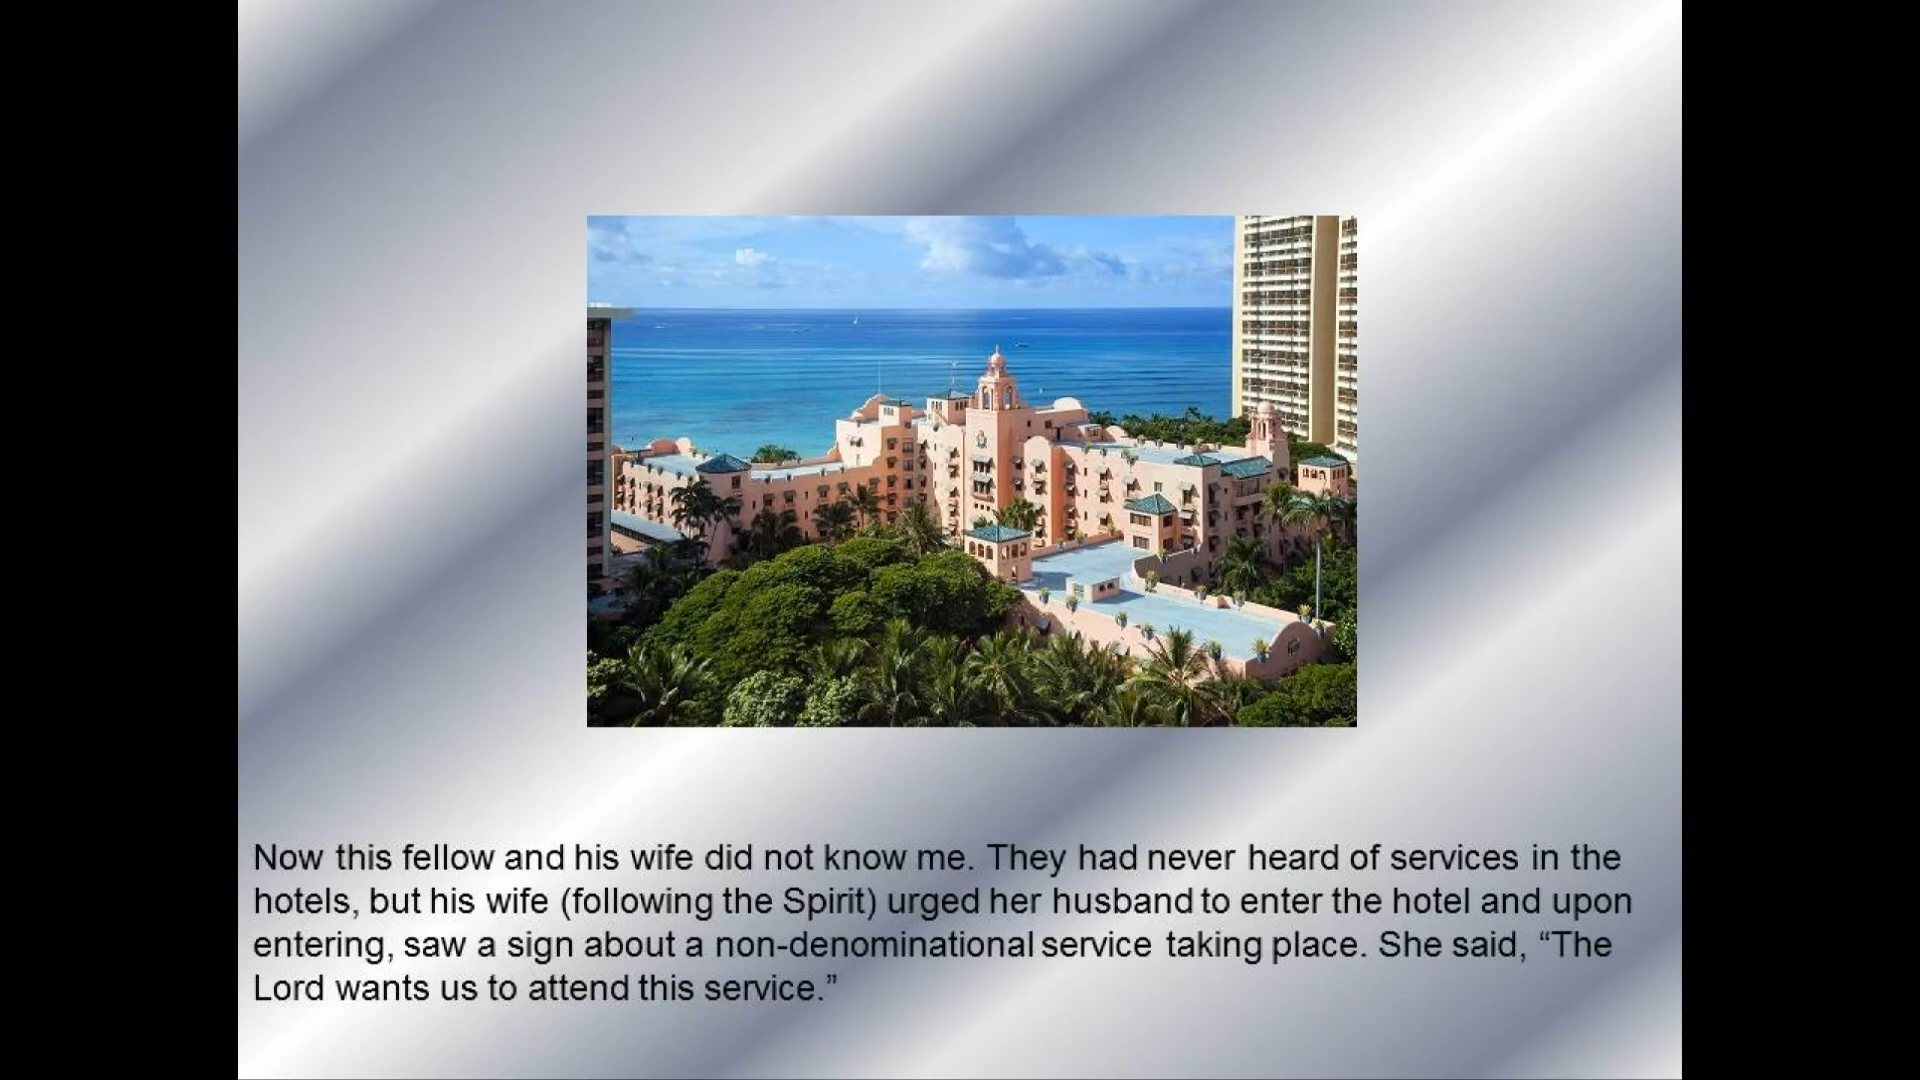 Now this fellow and his wife did not know me. They had never heard of services in the
hotels, but his wife (following the Spirit) urged her husband to enter the hotel and upon
entering, saw a sign about a non-denominational service taking place. She said, “The
Lord wants us to attend this service.”